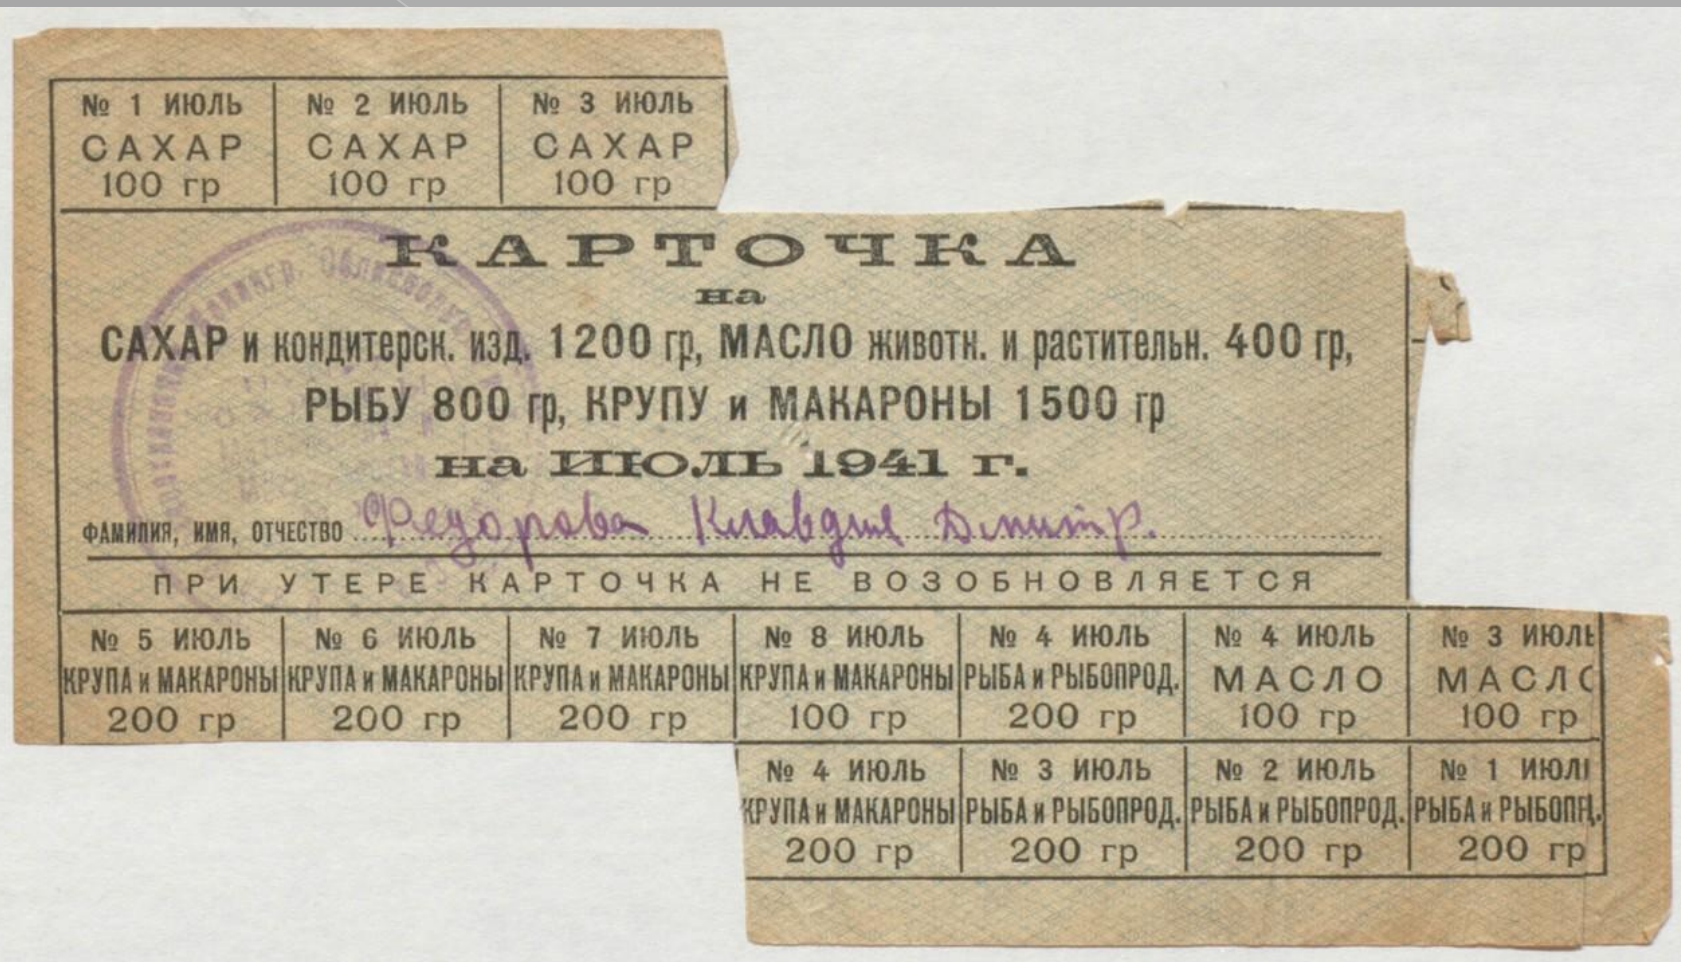 № 1 ИЮЛЬ № 2 ИЮЛЬ № 3 ИЮЛЬ
САХАР САХАР САХАР
100 гр 100 гр 100 гр
КАРТОЧКА
на
САХАР и кондитерск. изд. 1200 гр, МАСЛО животн. и растительн. 400 гр,
РЫБУ 800 гр, КРУПУ и МАКАРОНЫ 1500 гр
на ИЮЛЬ 1941 г.
ФАМИЛИЯ, ИМЯ, ОТЧЕСТВО Федорова Клавдия Дмитр.
ПРИ УТЕРЕ КАРТОЧКА НЕ ВОЗОБНОВЛЯЕТСЯ
№ 5 ИЮЛЬ № 6 ИЮЛЬ № 7 ИЮЛЬ № 8 ИЮЛЬ № 4 ИЮЛЬ № 4 ИЮЛЬ № 3 ИЮЛЬ
КРУПА и МАКАРОНЫ КРУПА и МАКАРОНЫ КРУПА и МАКАРОНЫ КРУПА и МАКАРОНЫ РЫБА и РЫБОПРОД. МАСЛО МАСЛО
200 гр 200 гр 200 гр 100 гр 200 гр 100 гр 100 гр
№ 4 ИЮЛЬ № 3 ИЮЛЬ № 2 ИЮЛЬ № 1 ИЮЛЬ
КРУПА и МАКАРОНЫ РЫБА и РЫБОПРОД. РЫБА и РЫБОПРОД. РЫБА и РЫБОПР.
200 гр 200 гр 200 гр 200 гр